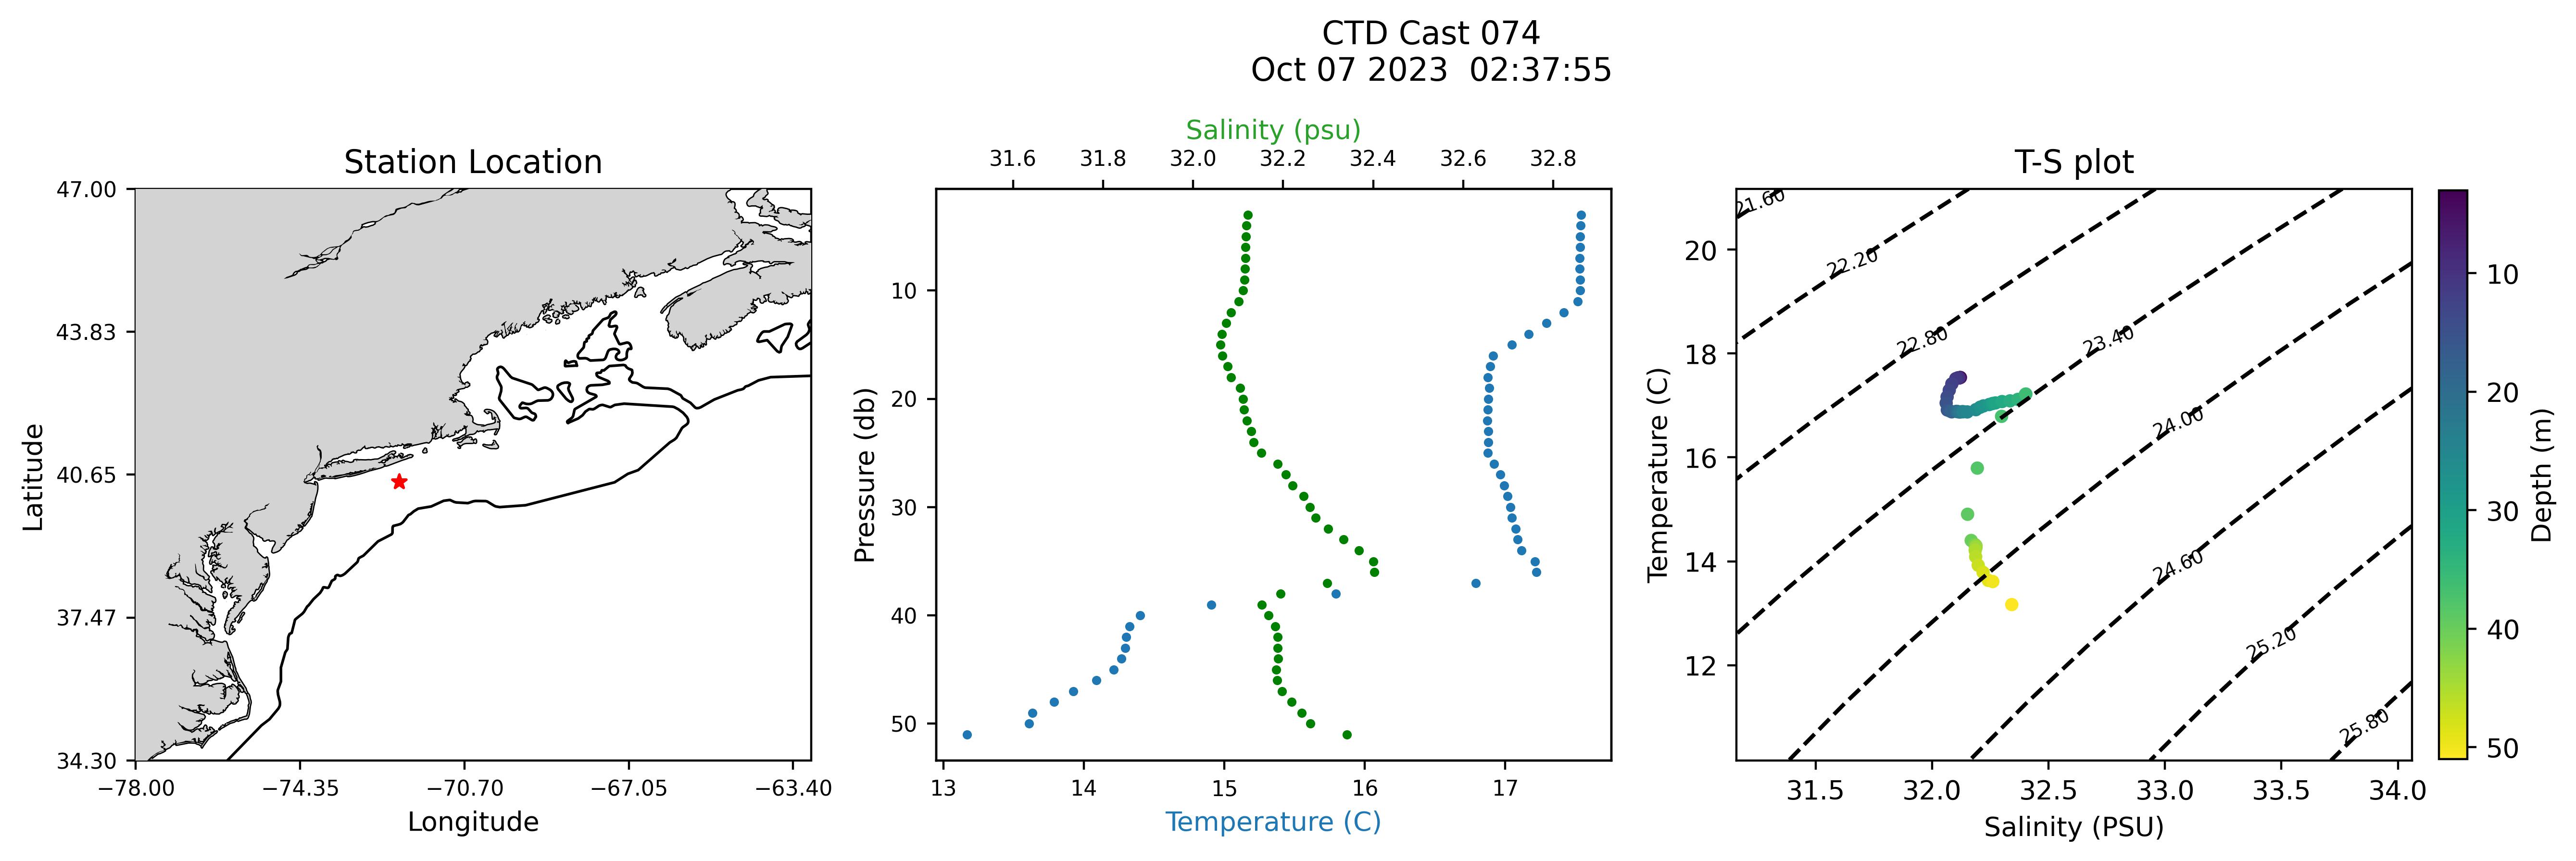 CTD Cast 074
Oct 07 2023  02:37:55
Station Location
47.00
43.83
40.65
37.47
34.30
Latitude
−78.00 −74.35 −70.70 −67.05 −63.40
Longitude
Salinity (psu)
31.6 31.8 32.0 32.2 32.4 32.6 32.8
10
20
30
40
50
Pressure (db)
13 14 15 16 17
Temperature (C)
T-S plot
20
18
16
14
12
Temperature (C)
21.60
22.20
22.80
23.40
24.00
24.60
25.20
25.80
31.5 32.0 32.5 33.0 33.5 34.0
Salinity (PSU)
10
20
30
40
50
Depth (m)